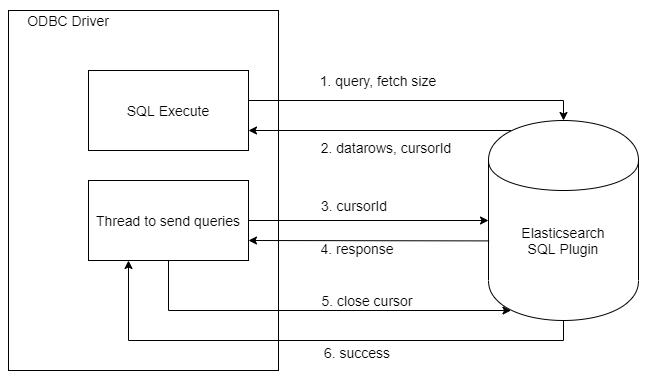 ODBC Driver
1. query, fetch size
SQL Execute
2. datarows, cursorId
3. cursorId
Thread to send queries
4. response
Elasticsearch
SQL Plugin
5. close cursor
6. success